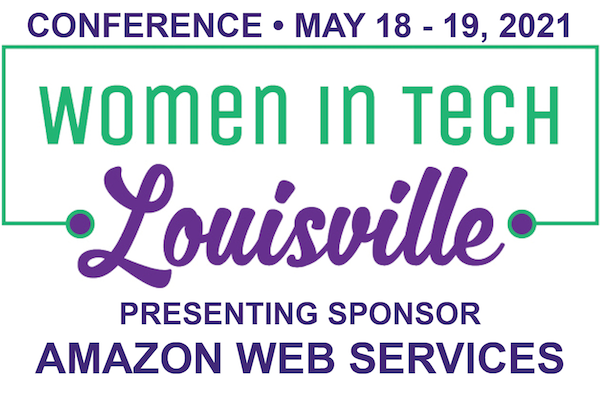 CONFERENCE • MAY 18 - 19, 2021
WOMEN IN TECH
Louisville
PRESENTING SPONSOR
AMAZON WEB SERVICES